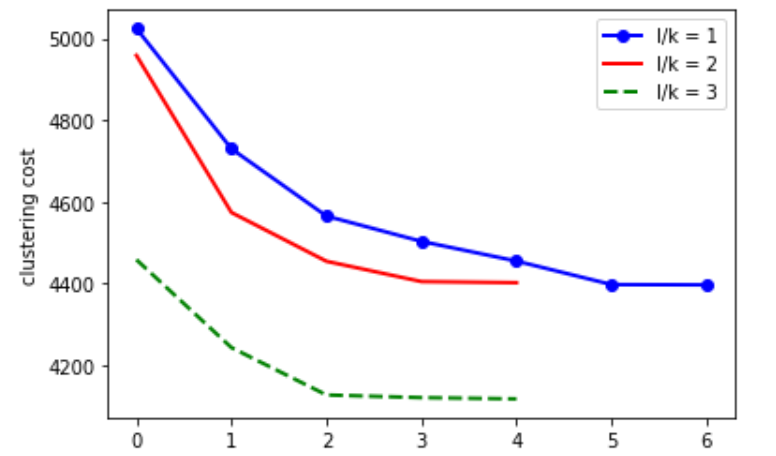 5000
4800
4600
4400
4200
clustering cost
0 1 2 3 4 5 6
l/k = 1
l/k = 2
l/k = 3